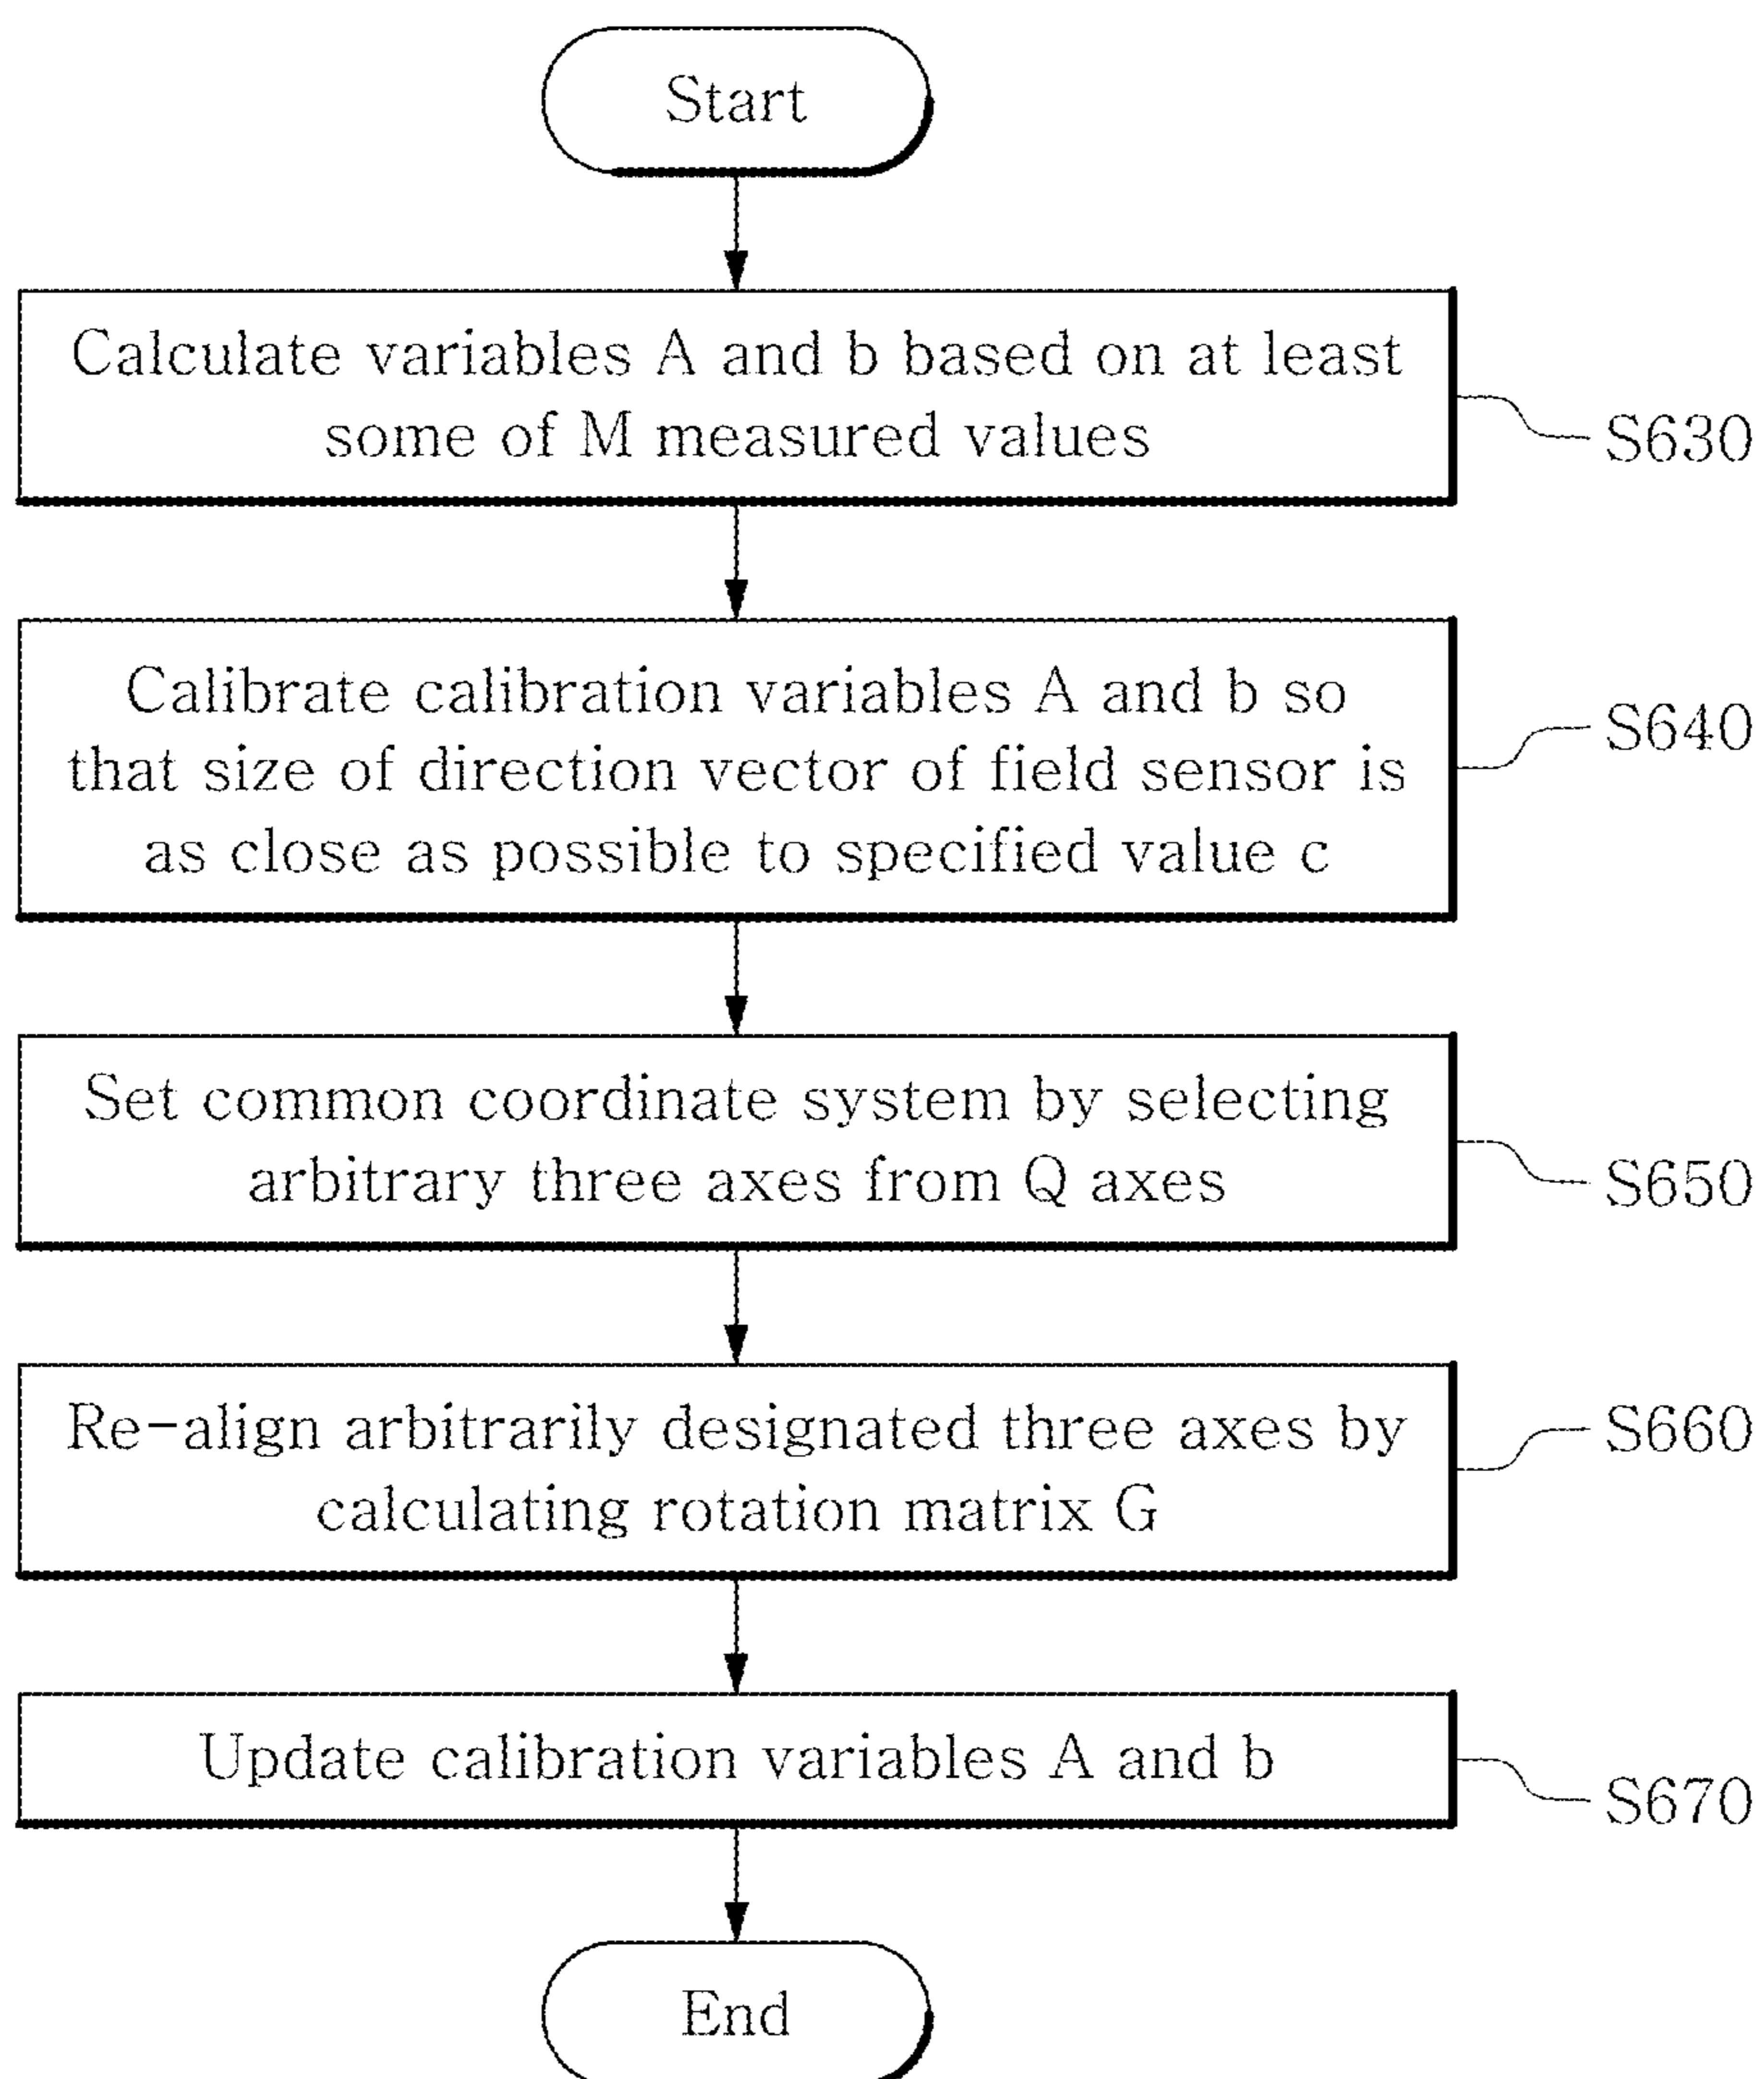 Start
Calculate variables A and b based on at least
some of M measured values
S630
Calibrate calibration variables A and b so
that size of direction vector of field sensor is
as close as possible to specified value c
S640
Set common coordinate system by selecting
arbitrary three axes from Q axes
S650
Re-align arbitrarily designated three axes by
calculating rotation matrix G
S660
Update calibration variables A and b
S670
End